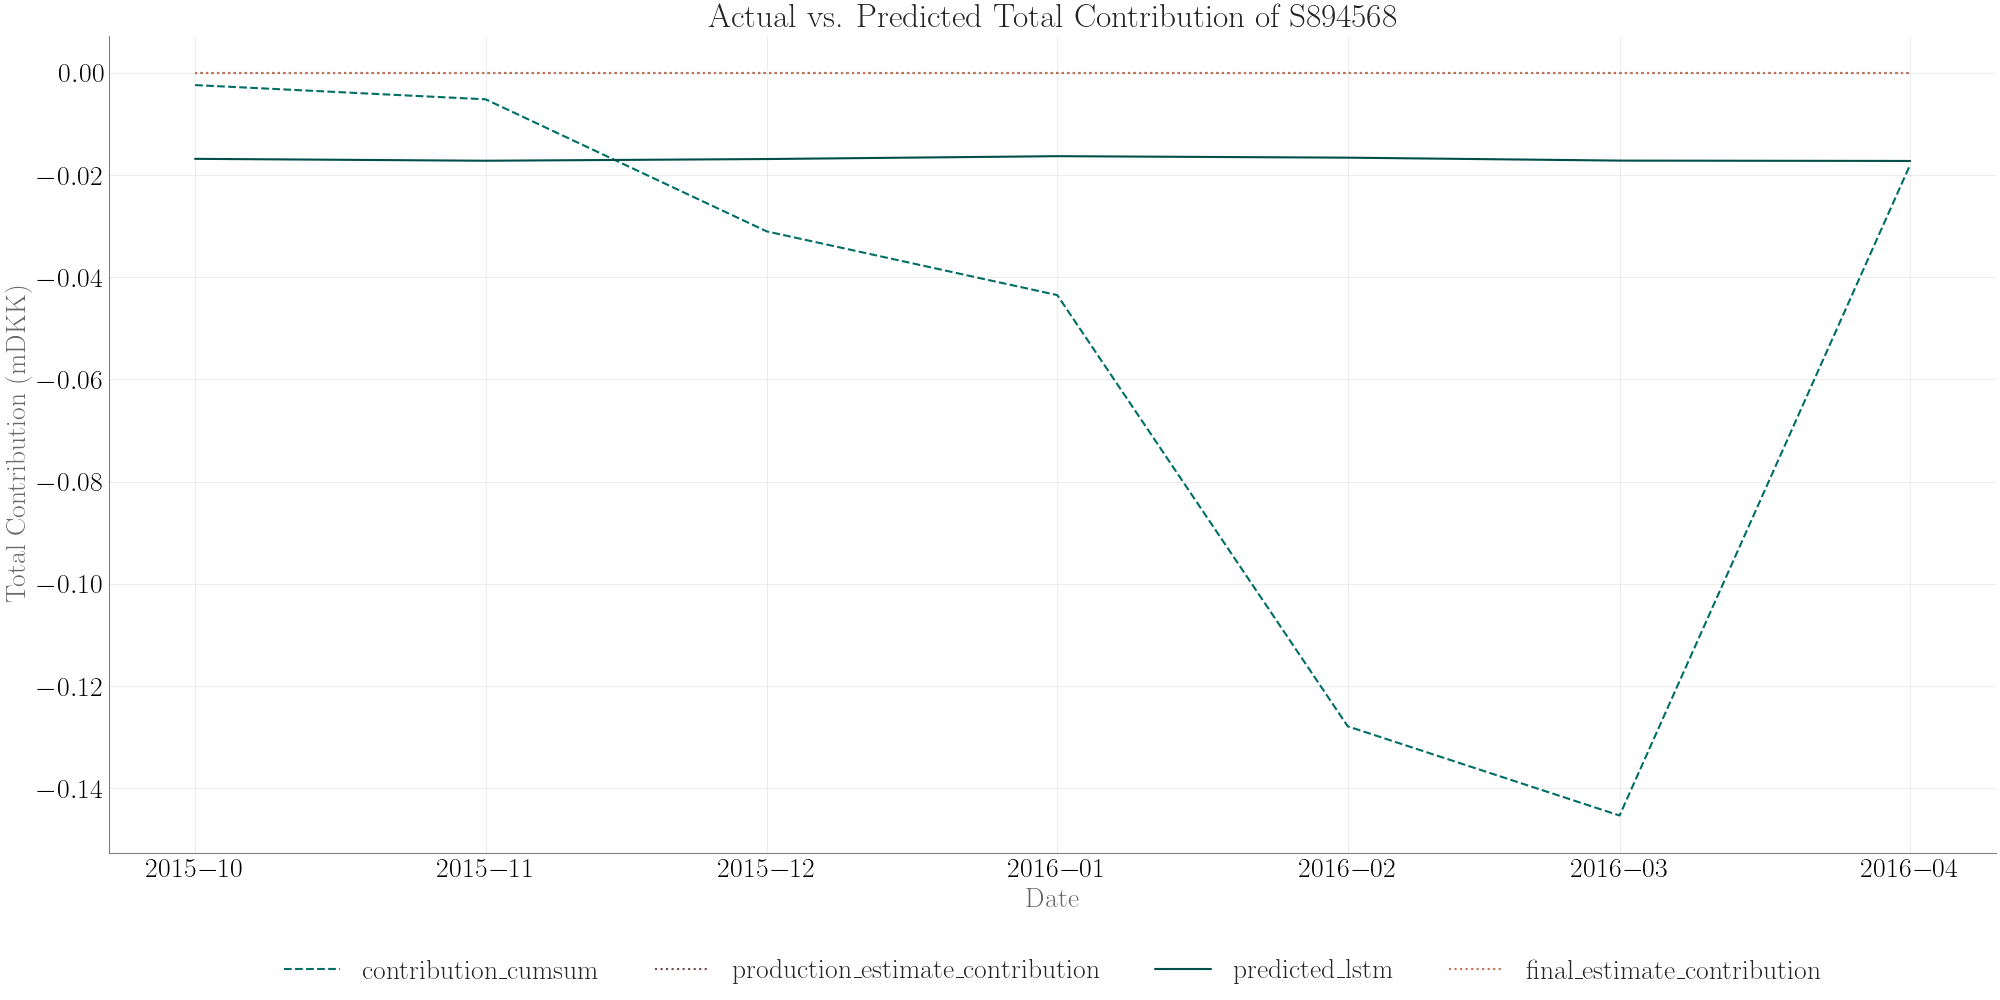 Actual vs. Predicted Total Contribution of S894568
Total Contribution (mDKK)
0.00
−0.02
−0.04
−0.06
−0.08
−0.10
−0.12
−0.14
2015−10 2015−11 2015−12 2016−01 2016−02 2016−03 2016−04
Date
contribution_cumsum production_estimate_contribution predicted_lstm final_estimate_contribution